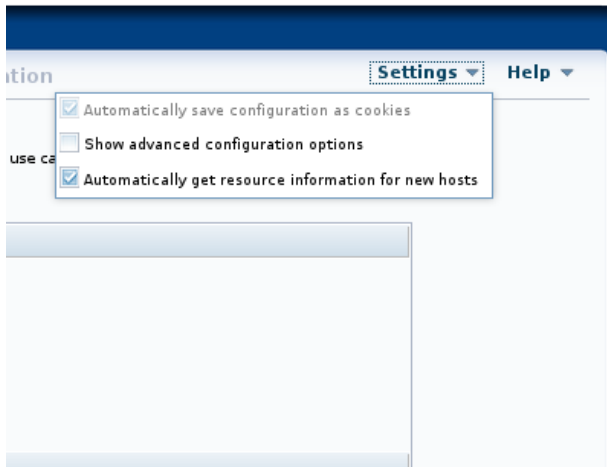 ation
Settings
Help
Automatically save configuration as cookies
Show advanced configuration options
use ca
Automatically get resource information for new hosts